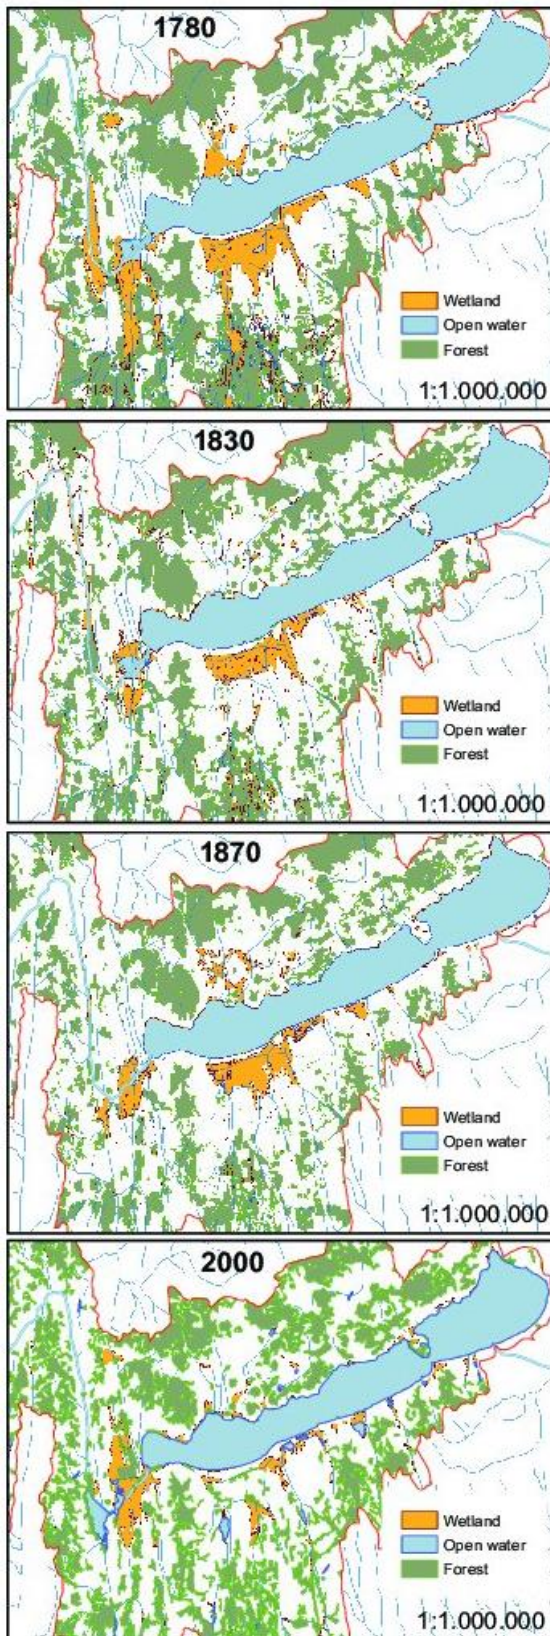 1780
Wetland
Open water
Forest
1:1.000.000
1830
Wetland
Open water
Forest
1:1.000.000
1870
Wetland
Open water
Forest
1:1.000.000
2000
Wetland
Open water
Forest
1:1.000.000